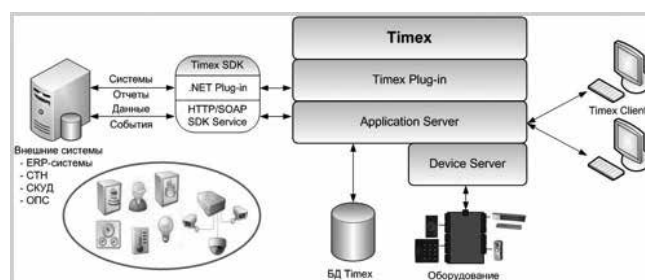 Timex
Timex SDK
.NET Plug-in
HTTP/SOAP
SDK Service
Timex Plug-in
Application Server
Device Server
Системы
Отчеты
Данные
События
Внешние системы
- ERP-системы
- СТН
- СКУД
- ОПС
Timex Client
БД Timex
Оборудование